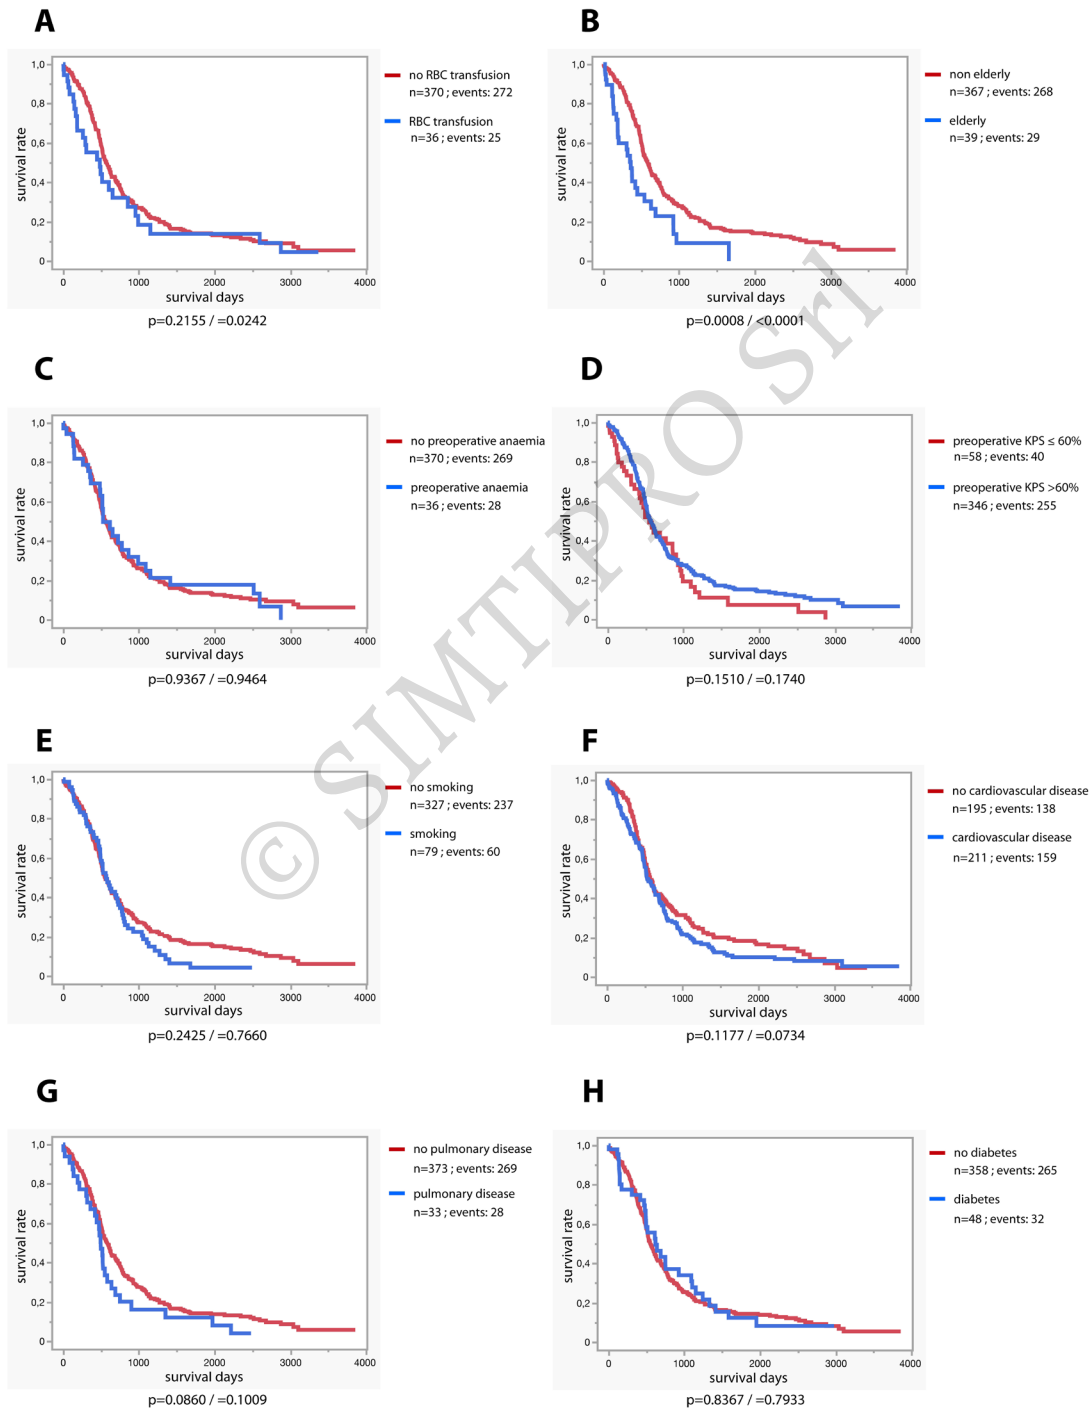 A
survival rate
1,0
0,8
0,6
0,4
0,2
0
0 1000 2000 3000 4000
survival days
no RBC transfusion
n=370 ; events: 272
RBC transfusion
n=36 ; events: 25
p=0.2155 / =0.0242
B
survival rate
1,0
0,8
0,6
0,4
0,2
0
0 1000 2000 3000 4000
survival days
non elderly
n=367 ; events: 268
elderly
n=39 ; events: 29
p=0.0008 / <0.0001
C
survival rate
1,0
0,8
0,6
0,4
0,2
0
0 1000 2000 3000 4000
survival days
no preoperative anaemia
n=370 ; events: 269
preoperative anaemia
n=36 ; events: 28
p=0.9367 / =0.9464
D
survival rate
1,0
0,8
0,6
0,4
0,2
0
0 1000 2000 3000 4000
survival days
preoperative KPS ≤ 60%
n=58 ; events: 40
preoperative KPS >60%
n=346 ; events: 255
p=0.1510 / =0.1740
E
survival rate
1,0
0,8
0,6
0,4
0,2
0
0 1000 2000 3000 4000
survival days
no smoking
n=327 ; events: 237
smoking
n=79 ; events: 60
p=0.2425 / =0.7660
F
survival rate
1,0
0,8
0,6
0,4
0,2
0
0 1000 2000 3000 4000
survival days
no cardiovascular disease
n=195 ; events: 138
cardiovascular disease
n=211 ; events: 159
p=0.1177 / =0.0734
G
survival rate
1,0
0,8
0,6
0,4
0,2
0
0 1000 2000 3000 4000
survival days
no pulmonary disease
n=373 ; events: 269
pulmonary disease
n=33 ; events: 28
p=0.0860 / =0.1009
H
survival rate
1,0
0,8
0,6
0,4
0,2
0
0 1000 2000 3000 4000
survival days
no diabetes
n=358 ; events: 265
diabetes
n=48 ; events: 32
p=0.8367 / =0.7933
© SIMTIPRO Srl